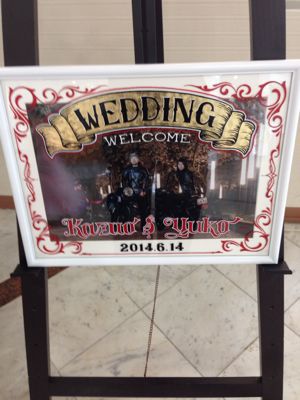 WEDDING
WELCOME
Kazuo & Yuko
2014.6.14